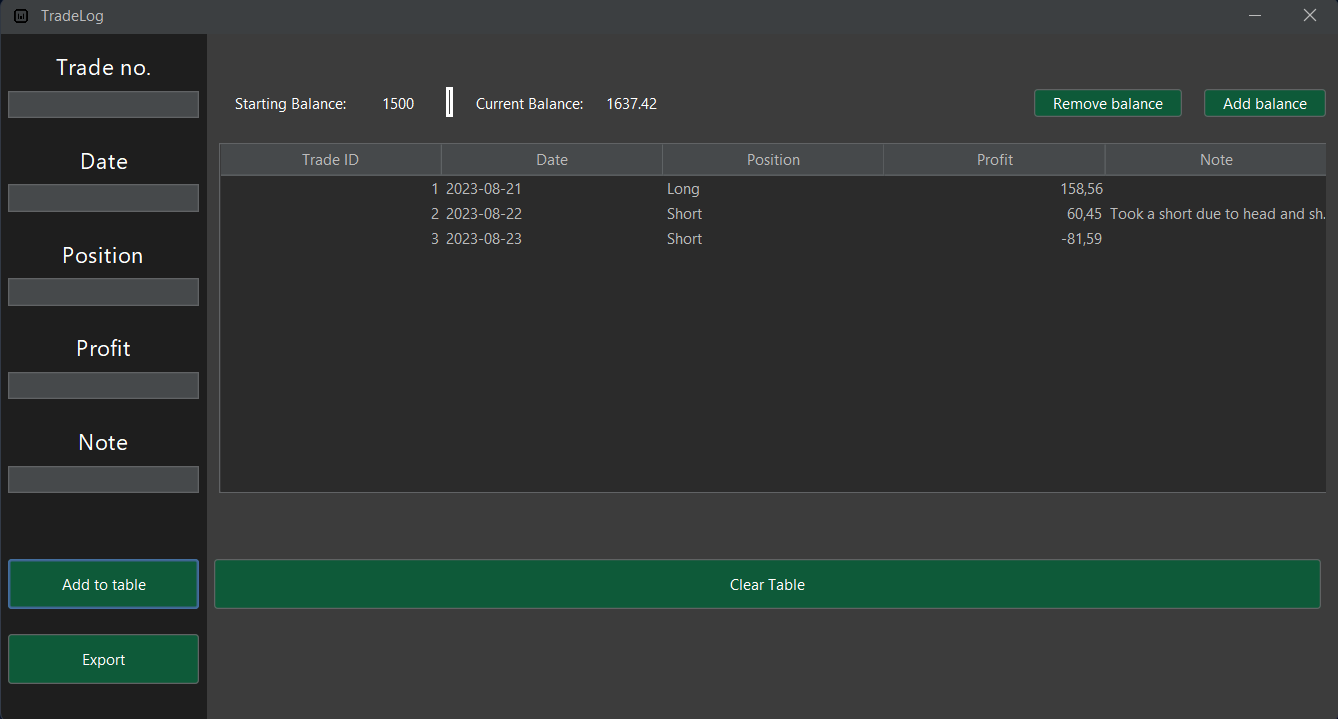 TradeLog
Trade no.
Date
Position
Profit
Note
Add to table
Export
Starting Balance: 1500 Current Balance: 1637.42 Remove balance Add balance
Trade ID Date Position Profit Note
1 2023-08-21 Long 158,56
2 2023-08-22 Short 60,45 Took a short due to head and sh.
3 2023-08-23 Short -81,59
Clear Table